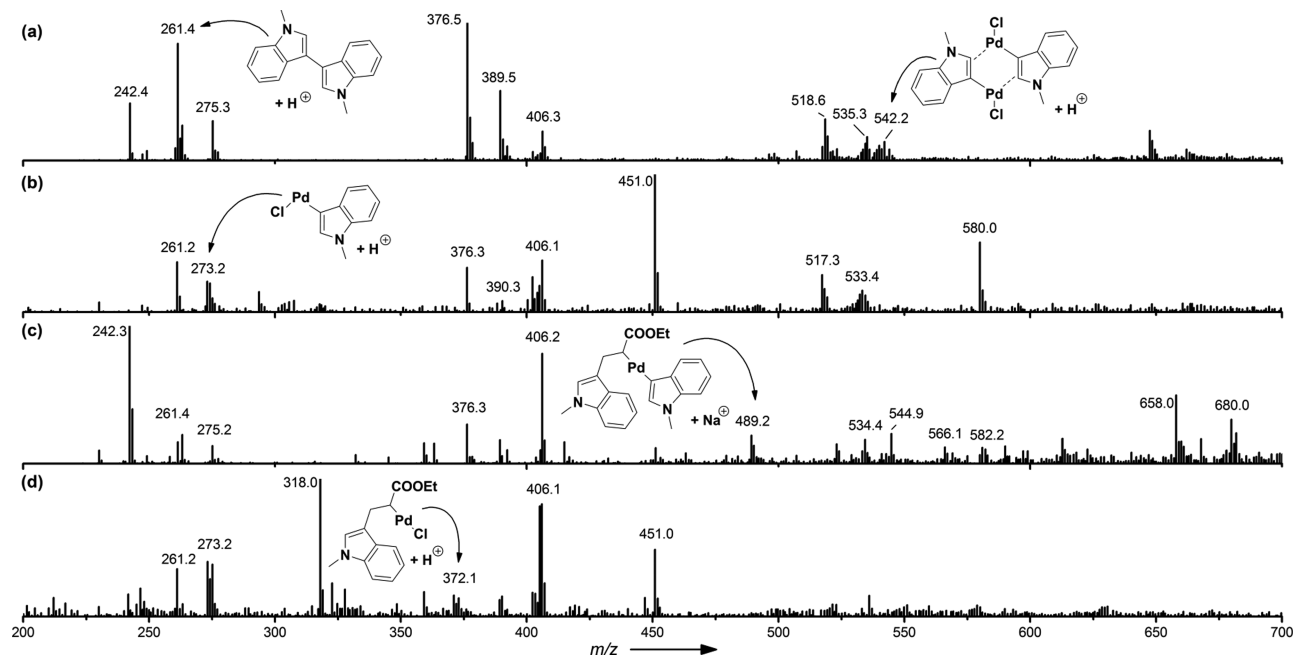 (a)
261.4
N
N
+ H⊕
242.4
275.3
376.5
389.5
406.3
518.6
535.3
542.2
Cl
Pd
N
Pd
Cl
N
+ H⊕
(b)
Pd
Cl
N
+ H⊕
261.2
273.2
376.3
390.3
406.1
451.0
517.3
533.4
580.0
(c)
242.3
261.4
275.2
376.3
406.2
COOEt
Pd
N
N
+ Na⊕
489.2
534.4
544.9
566.1
582.2
658.0
680.0
(d)
261.2
273.2
318.0
COOEt
Pd
Cl
N
+ H⊕
372.1
406.1
451.0
200 250 300 350 400 450 500 550 600 650 700
m/z